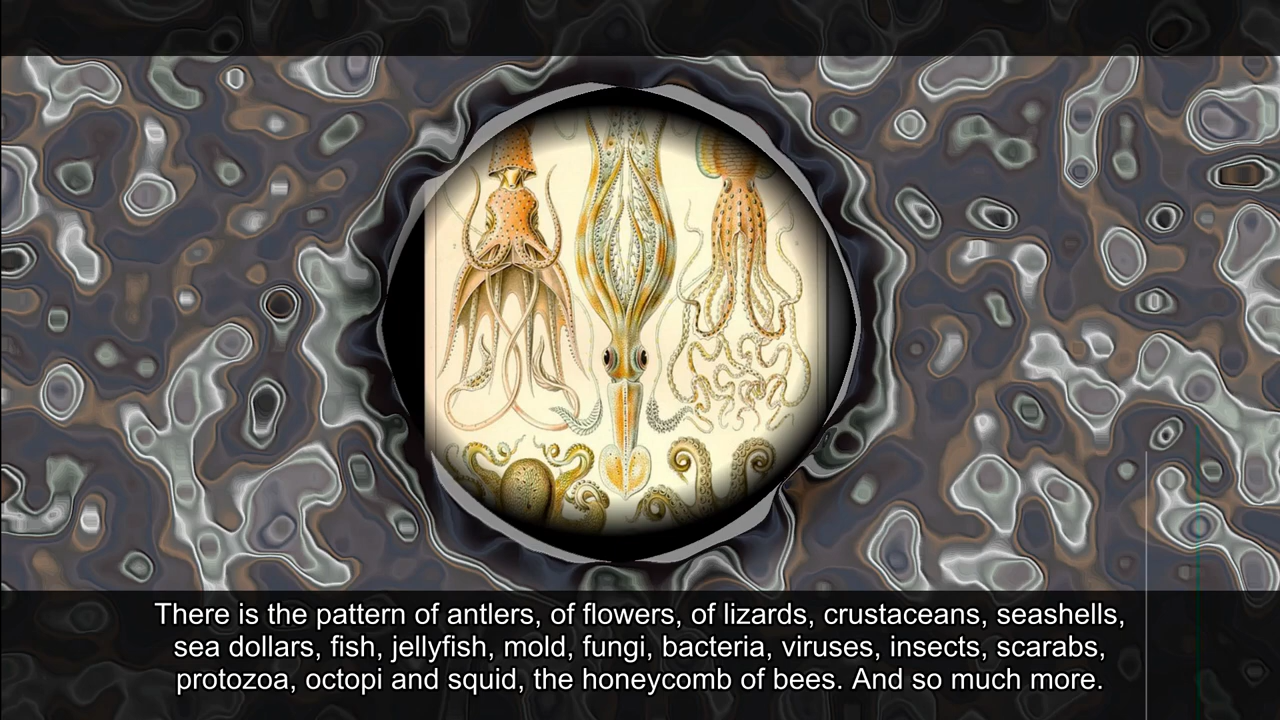 There is the pattern of antlers, of flowers, of lizards, crustaceans, seashells,
sea dollars, fish, jellyfish, mold, fungi, bacteria, viruses, insects, scarabs,
protozoa, octopi and squid, the honeycomb of bees. And so much more.